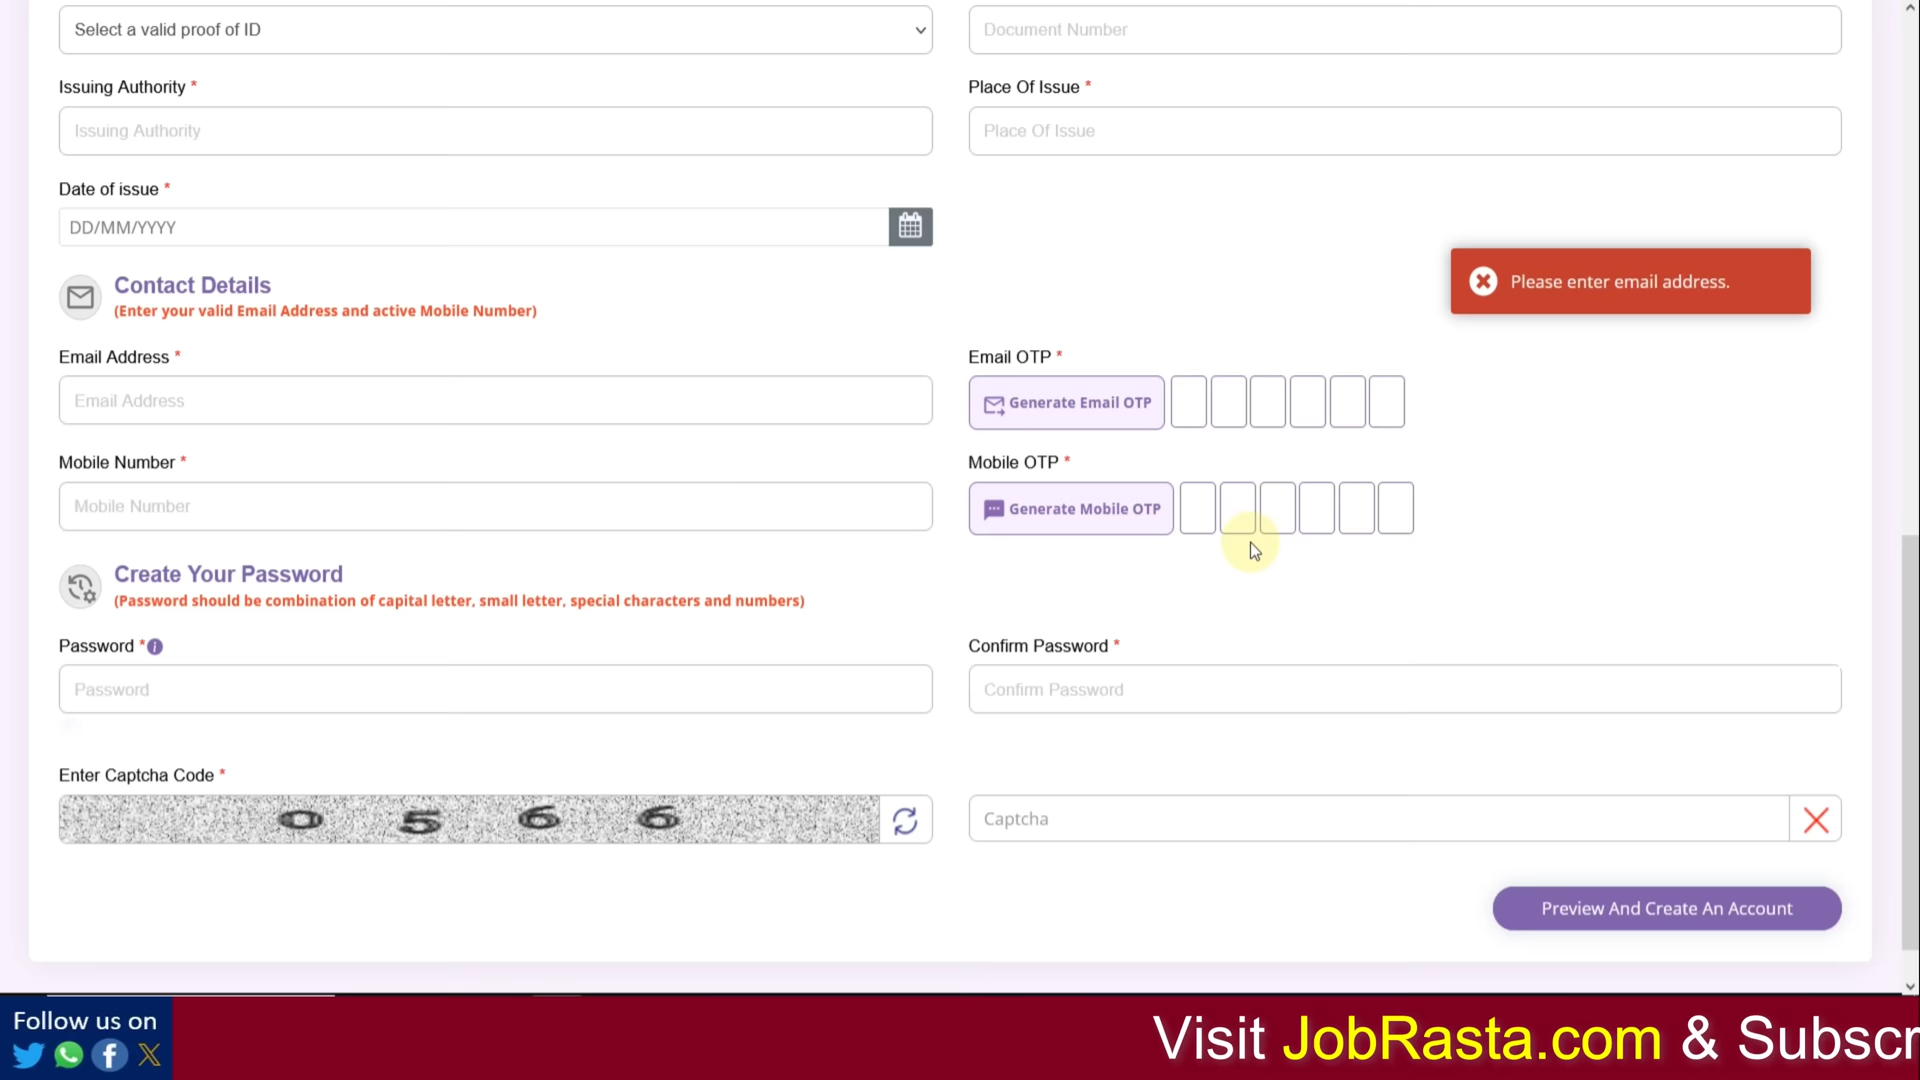 Select a valid proof of ID
Document Number
Issuing Authority *
Place Of Issue *
Issuing Authority
Place Of Issue
Date of issue *
DD/MM/YYYY
Contact Details
(Enter your valid Email Address and active Mobile Number)
Please enter email address.
Email Address *
Email OTP *
Email Address
Generate Email OTP
Mobile Number *
Mobile OTP *
Mobile Number
Generate Mobile OTP
Create Your Password
(Password should be combination of capital letter, small letter, special characters and numbers)
Password * i
Confirm Password *
Password
Confirm Password
Enter Captcha Code *
0 5 6 6
Captcha
Preview And Create An Account
Follow us on
Visit JobRasta.com & Subscr